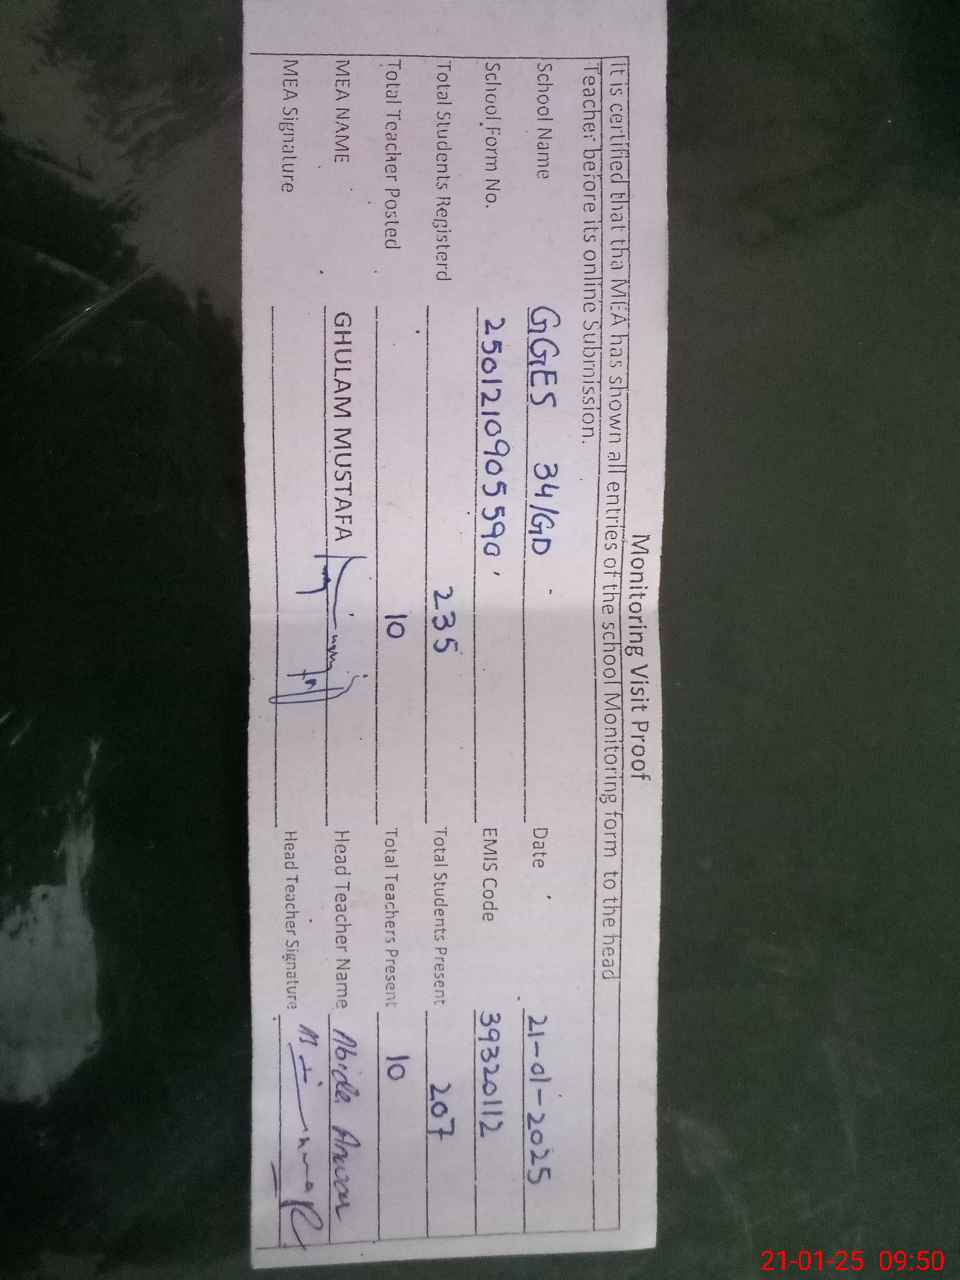 Monitoring Visit Proof
It is certified that tha MEA has shown all entries of the school Monitoring form to the head
Teacher before its online Submission.
School Name GGES 34/GD Date 21-01-2025
School Form No. 2501210905590 EMIS Code 39320112
Total Students Registerd 235 Total Students Present 207
Total Teacher Posted 10 Total Teachers Present 10
MEA NAME GHULAM MUSTAFA Head Teacher Name Abida
MEA Signature Head Teacher Signature
21-01-25 09:50